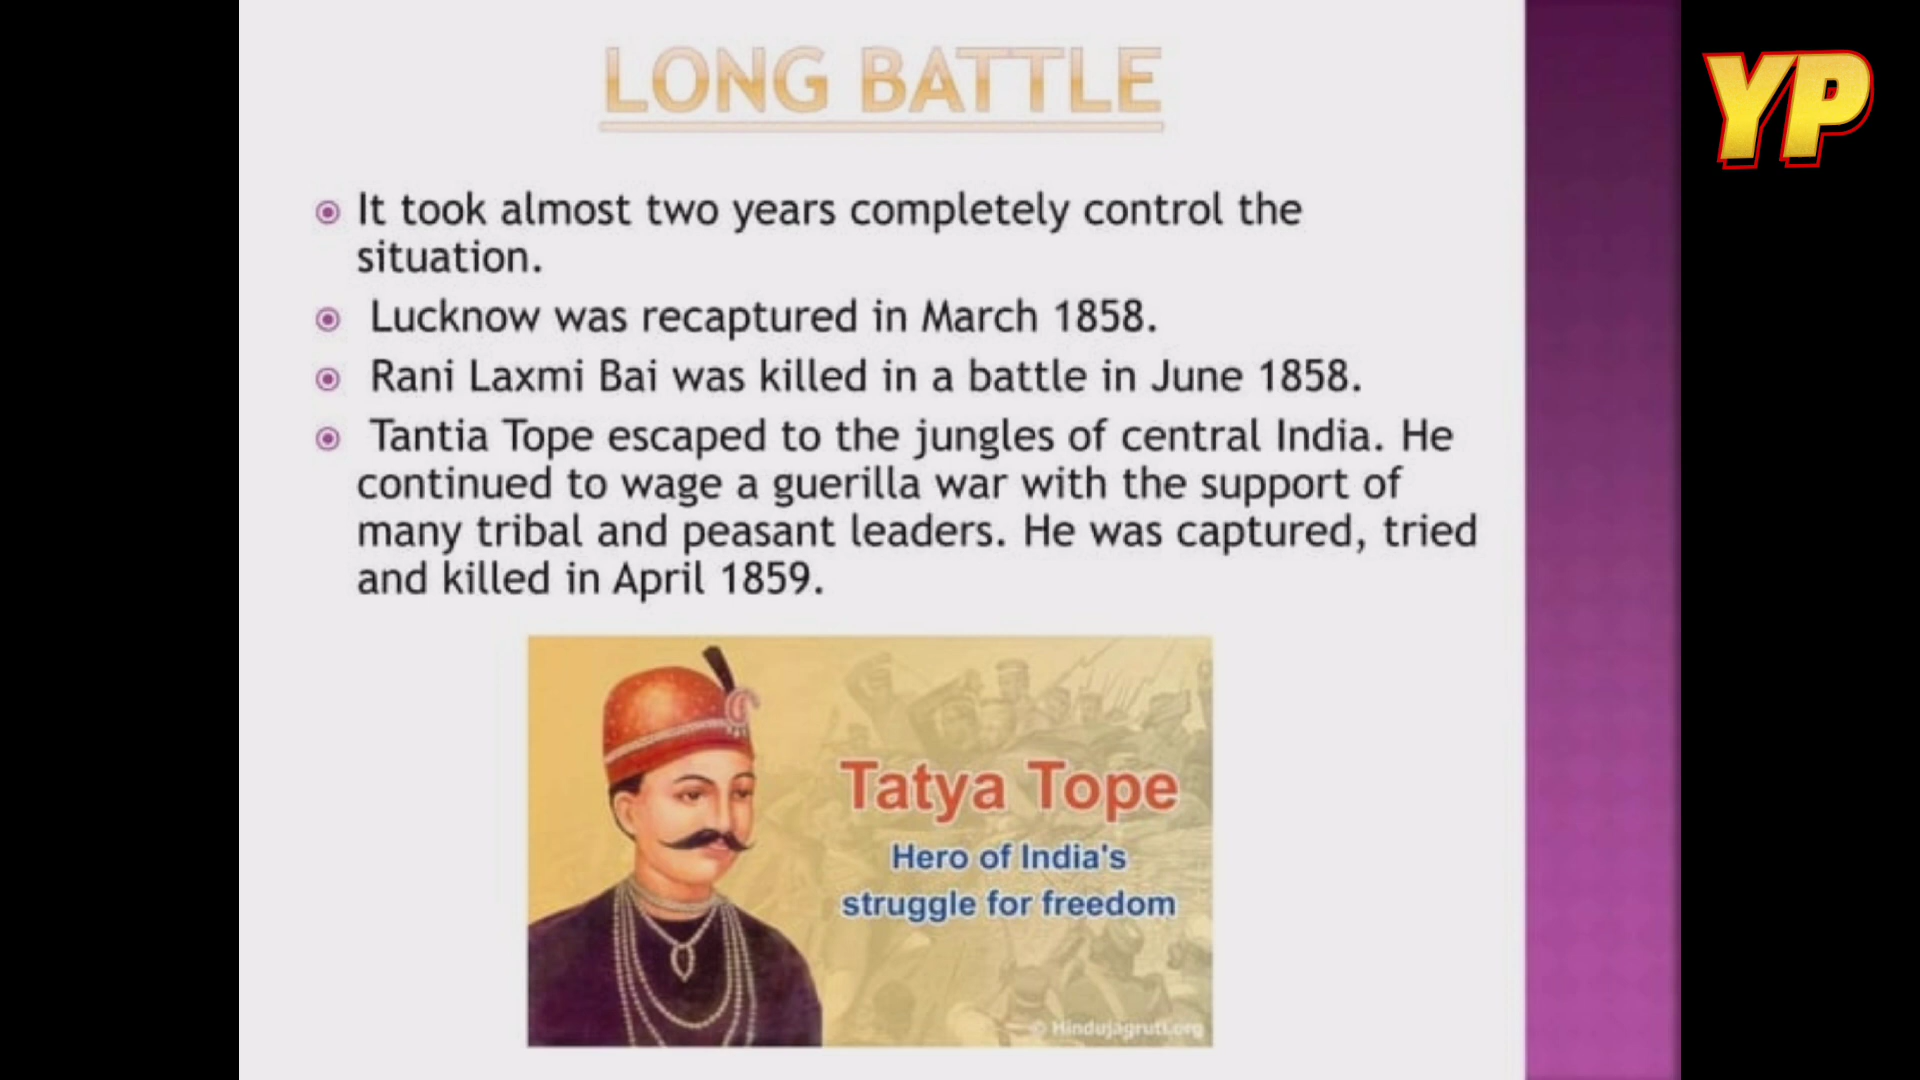 LONG BATTLE
YP
It took almost two years completely control the
situation.
Lucknow was recaptured in March 1858.
Rani Laxmi Bai was killed in a battle in June 1858.
Tantia Tope escaped to the jungles of central India. He
continued to wage a guerilla war with the support of
many tribal and peasant leaders. He was captured, tried
and killed in April 1859.
Tatya Tope
Hero of India's
struggle for freedom
© Hindujagruti.org